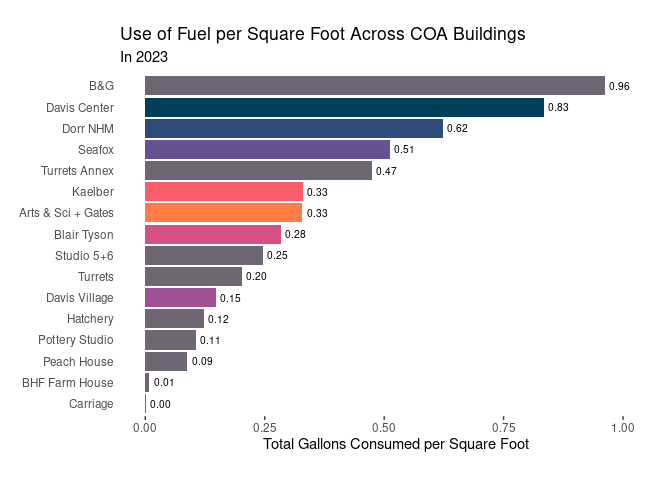 Use of Fuel per Square Foot Across COA Buildings
In 2023
B&G 0.96
Davis Center 0.83
Dorr NHM 0.62
Seafox 0.51
Turrets Annex 0.47
Kaelber 0.33
Arts & Sci + Gates 0.33
Blair Tyson 0.28
Studio 5+6 0.25
Turrets 0.20
Davis Village 0.15
Hatchery 0.12
Pottery Studio 0.11
Peach House 0.09
BHF Farm House 0.01
Carriage 0.00
0.00 0.25 0.50 0.75 1.00
Total Gallons Consumed per Square Foot